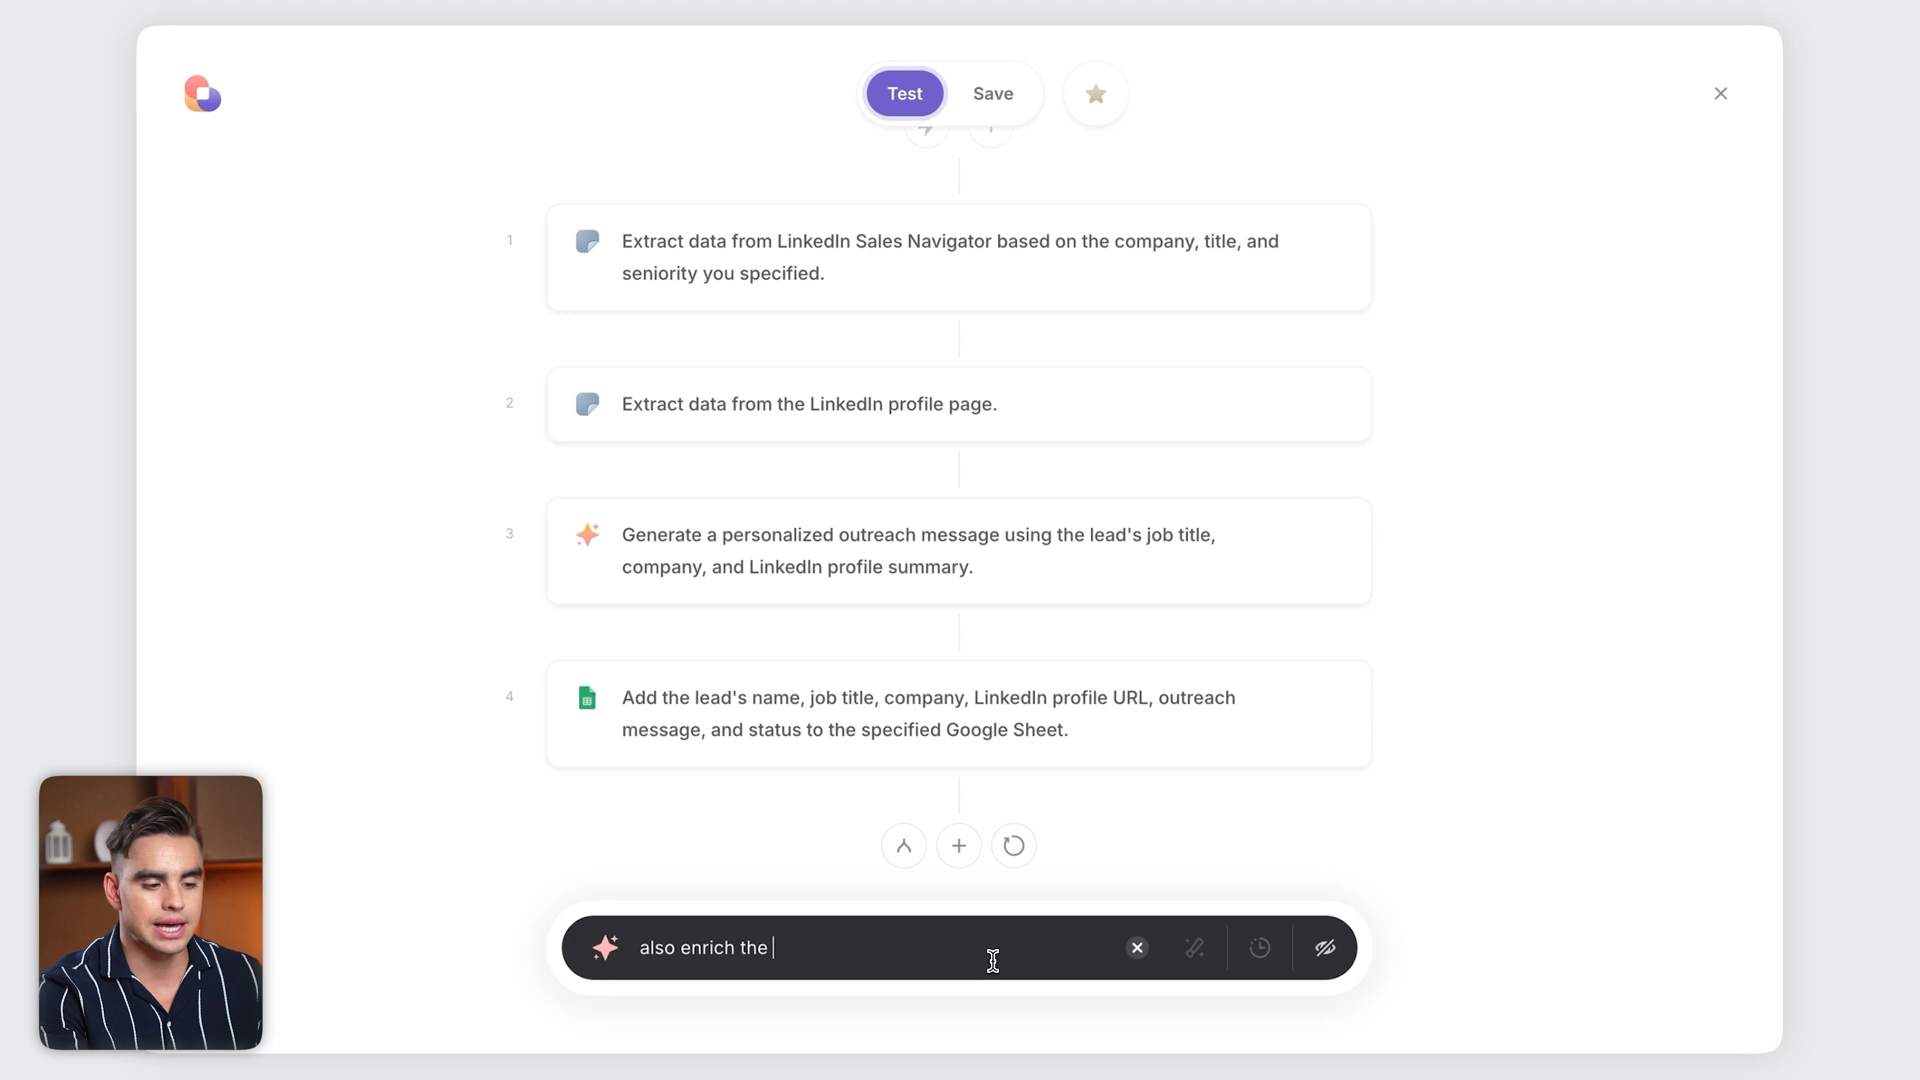 Test
Save
1
Extract data from LinkedIn Sales Navigator based on the company, title, and
seniority you specified.
2
Extract data from the LinkedIn profile page.
3
Generate a personalized outreach message using the lead's job title,
company, and LinkedIn profile summary.
4
Add the lead's name, job title, company, LinkedIn profile URL, outreach
message, and status to the specified Google Sheet.
also enrich the